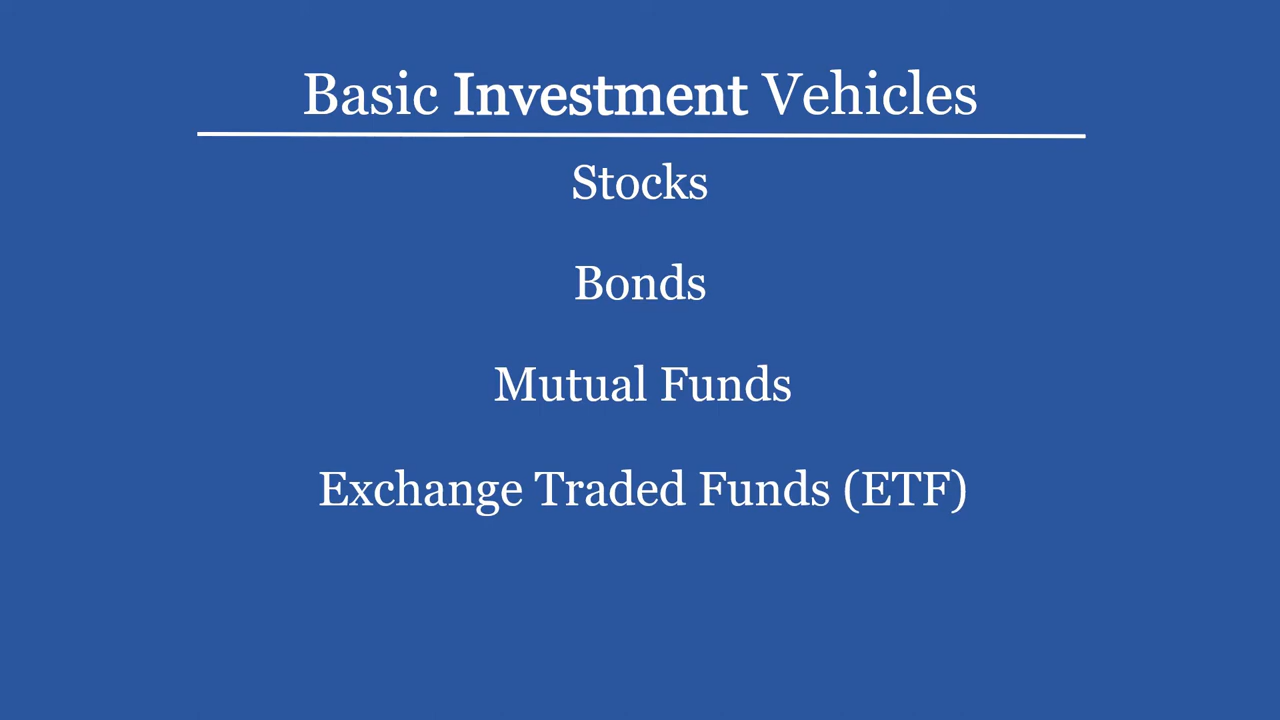 Basic Investment Vehicles
Stocks
Bonds
Mutual Funds
Exchange Traded Funds (ETF)